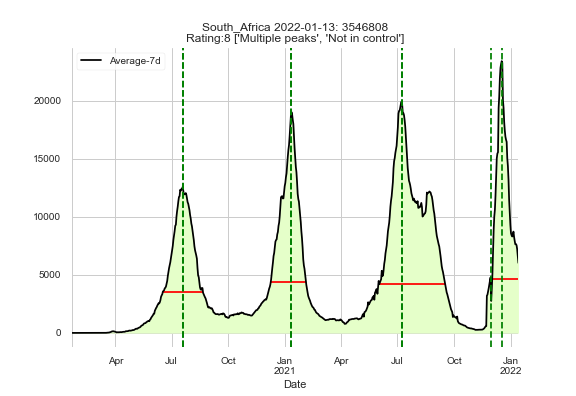 South_Africa 2022-01-13: 3546808
Rating:8 ['Multiple peaks', 'Not in control']
Average-7d
20000
15000
10000
5000
0
Apr Jul Oct Jan Apr Jul Oct Jan
2021 2022
Date